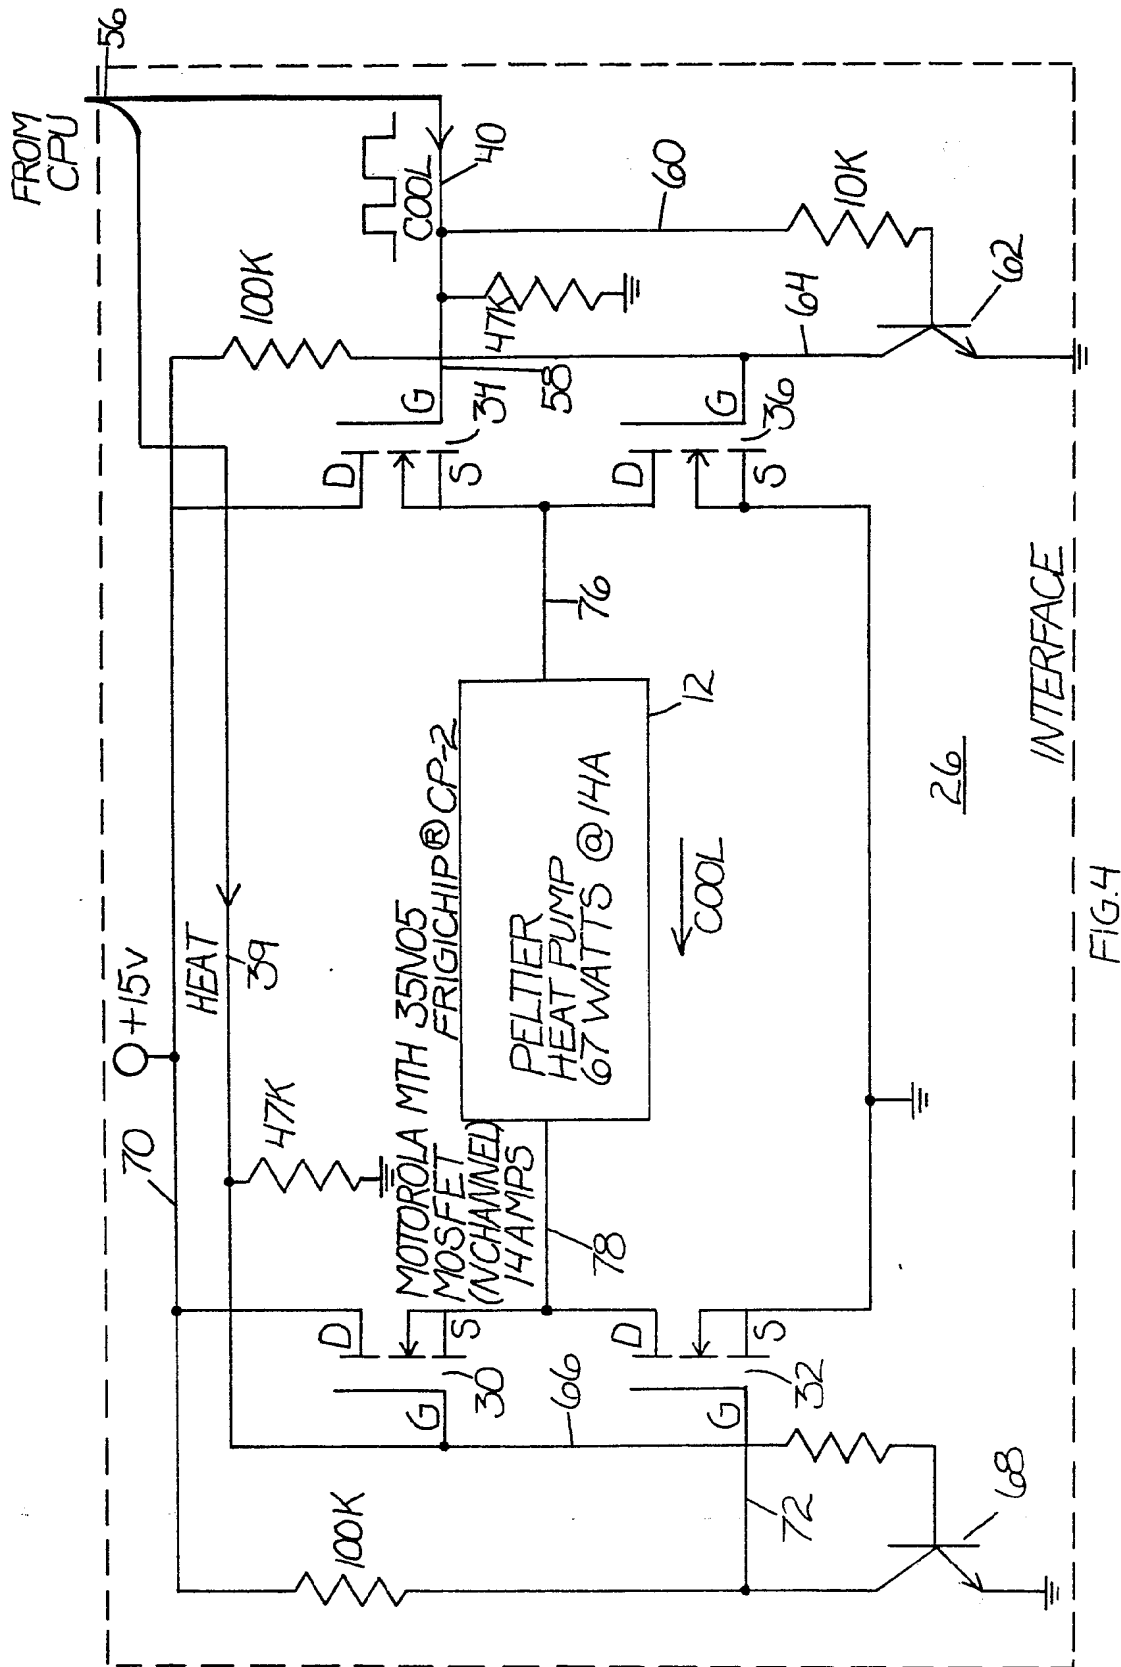 FROM
CPU
56
+15V
70
HEAT
39
100K
COOL
40
47K
47K
100K
60
10K
D
G
S
30
MOTOROLA MTH 35N05
MOSFET
(N CHANNEL)
14 AMPS
FRIGICHIP® CP-2
D
G
S
34
58
64
62
66
78
PELTIER
HEAT PUMP
67 WATTS @ 14A
12
76
D
G
S
32
D
G
S
36
72
COOL
68
26
INTERFACE
FIG.4